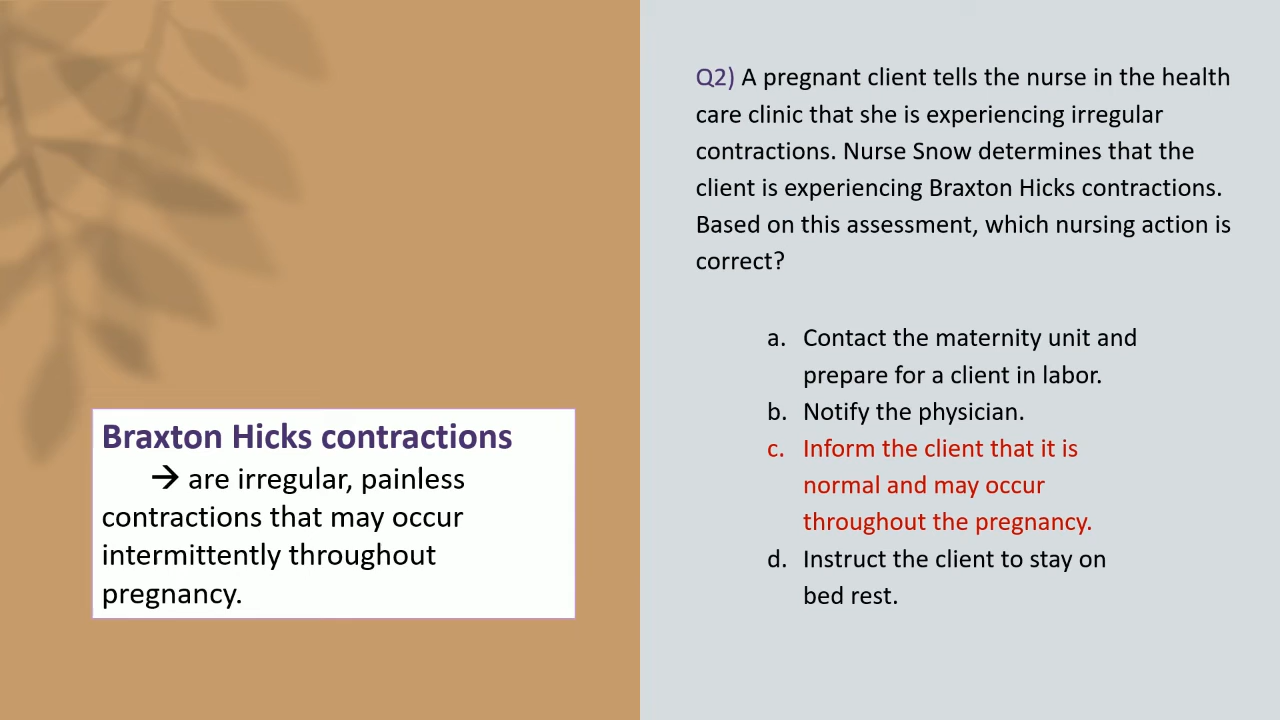 Braxton Hicks contractions
→ are irregular, painless
contractions that may occur
intermittently throughout
pregnancy.
Q2) A pregnant client tells the nurse in the health
care clinic that she is experiencing irregular
contractions. Nurse Snow determines that the
client is experiencing Braxton Hicks contractions.
Based on this assessment, which nursing action is
correct?
a. Contact the maternity unit and
prepare for a client in labor.
b. Notify the physician.
c. Inform the client that it is
normal and may occur
throughout the pregnancy.
d. Instruct the client to stay on
bed rest.